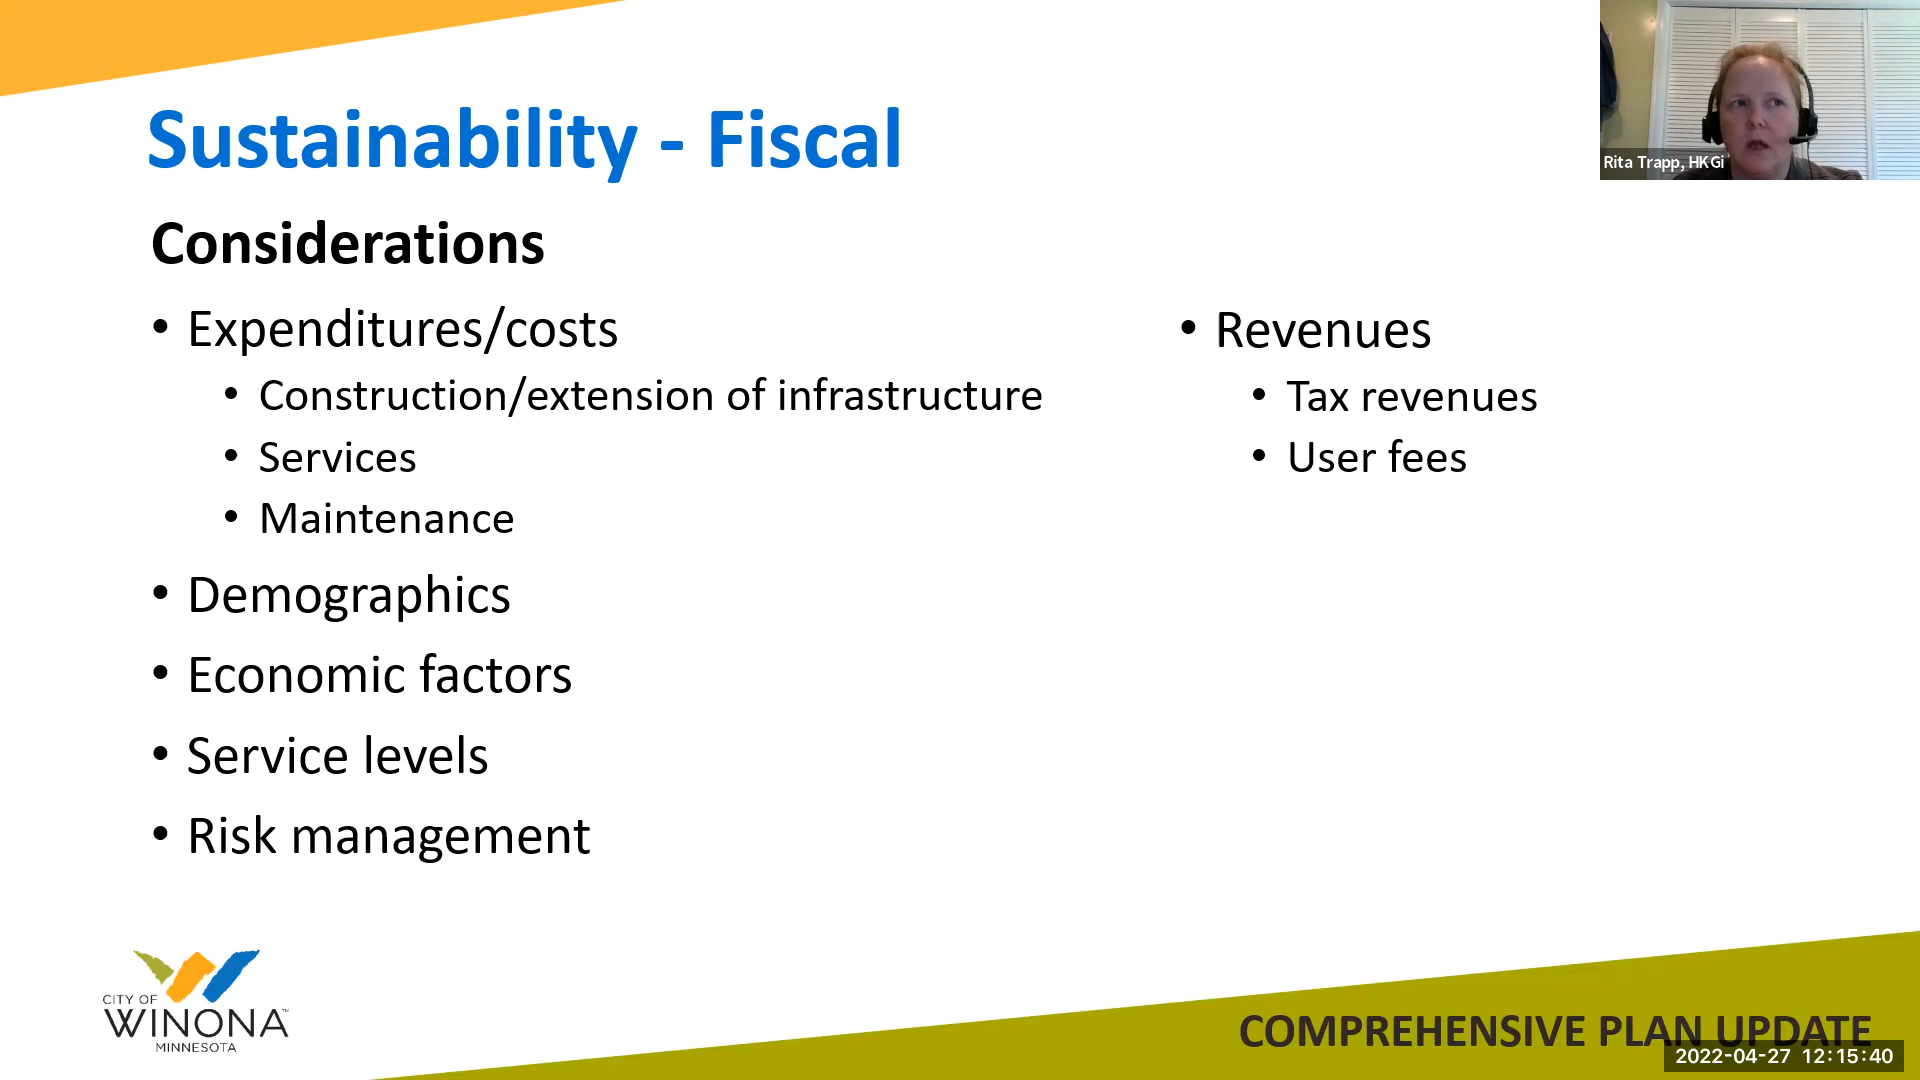 Sustainability - Fiscal
Rita Trapp, HKGi
Considerations
• Expenditures/costs
• Construction/extension of infrastructure
• Services
• Maintenance
• Demographics
• Economic factors
• Service levels
• Risk management
• Revenues
• Tax revenues
• User fees
CITY OF
WINONA™
MINNESOTA
COMPREHENSIVE PLAN UPDATE
2022-04-27 12:15:40